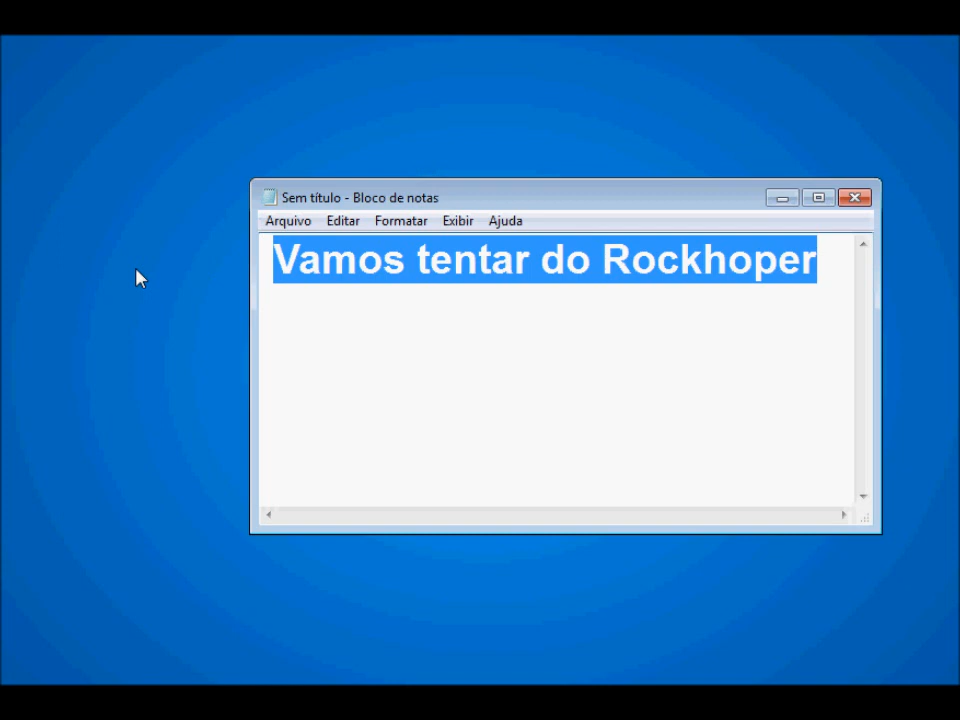 Sem título - Bloco de notas
Arquivo Editar Formatar Exibir Ajuda
Vamos tentar do Rockhoper